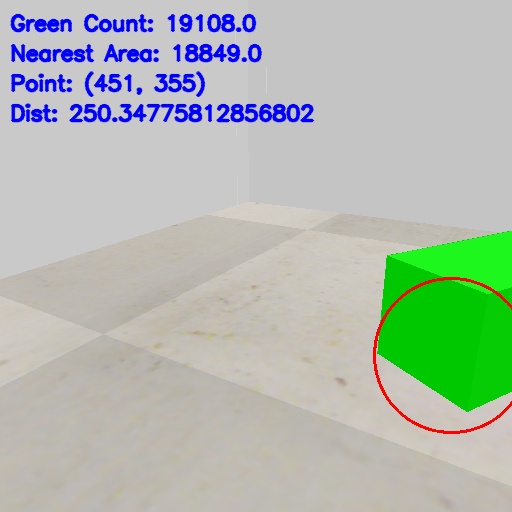 Green Count: 19108.0
Nearest Area: 18849.0
Point: (451, 355)
Dist: 250.34775812856802